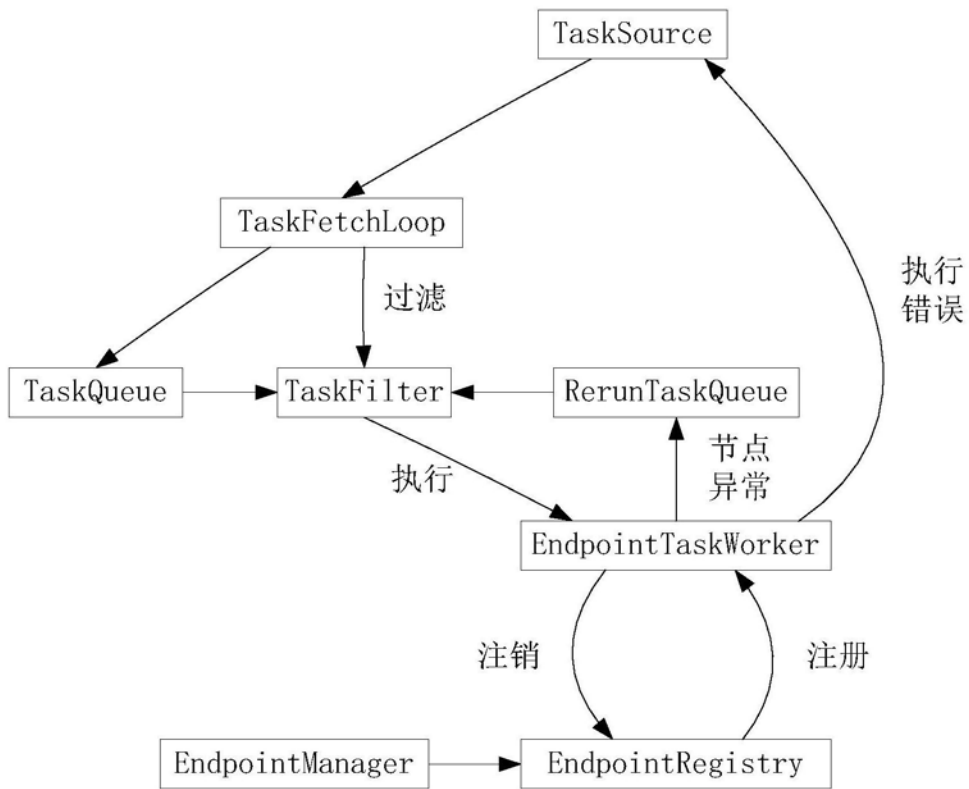 TaskSource
TaskFetchLoop
执行
错误
过滤
TaskQueue
TaskFilter
RerunTaskQueue
执行
节点
异常
EndpointTaskWorker
注销
注册
EndpointManager
EndpointRegistry